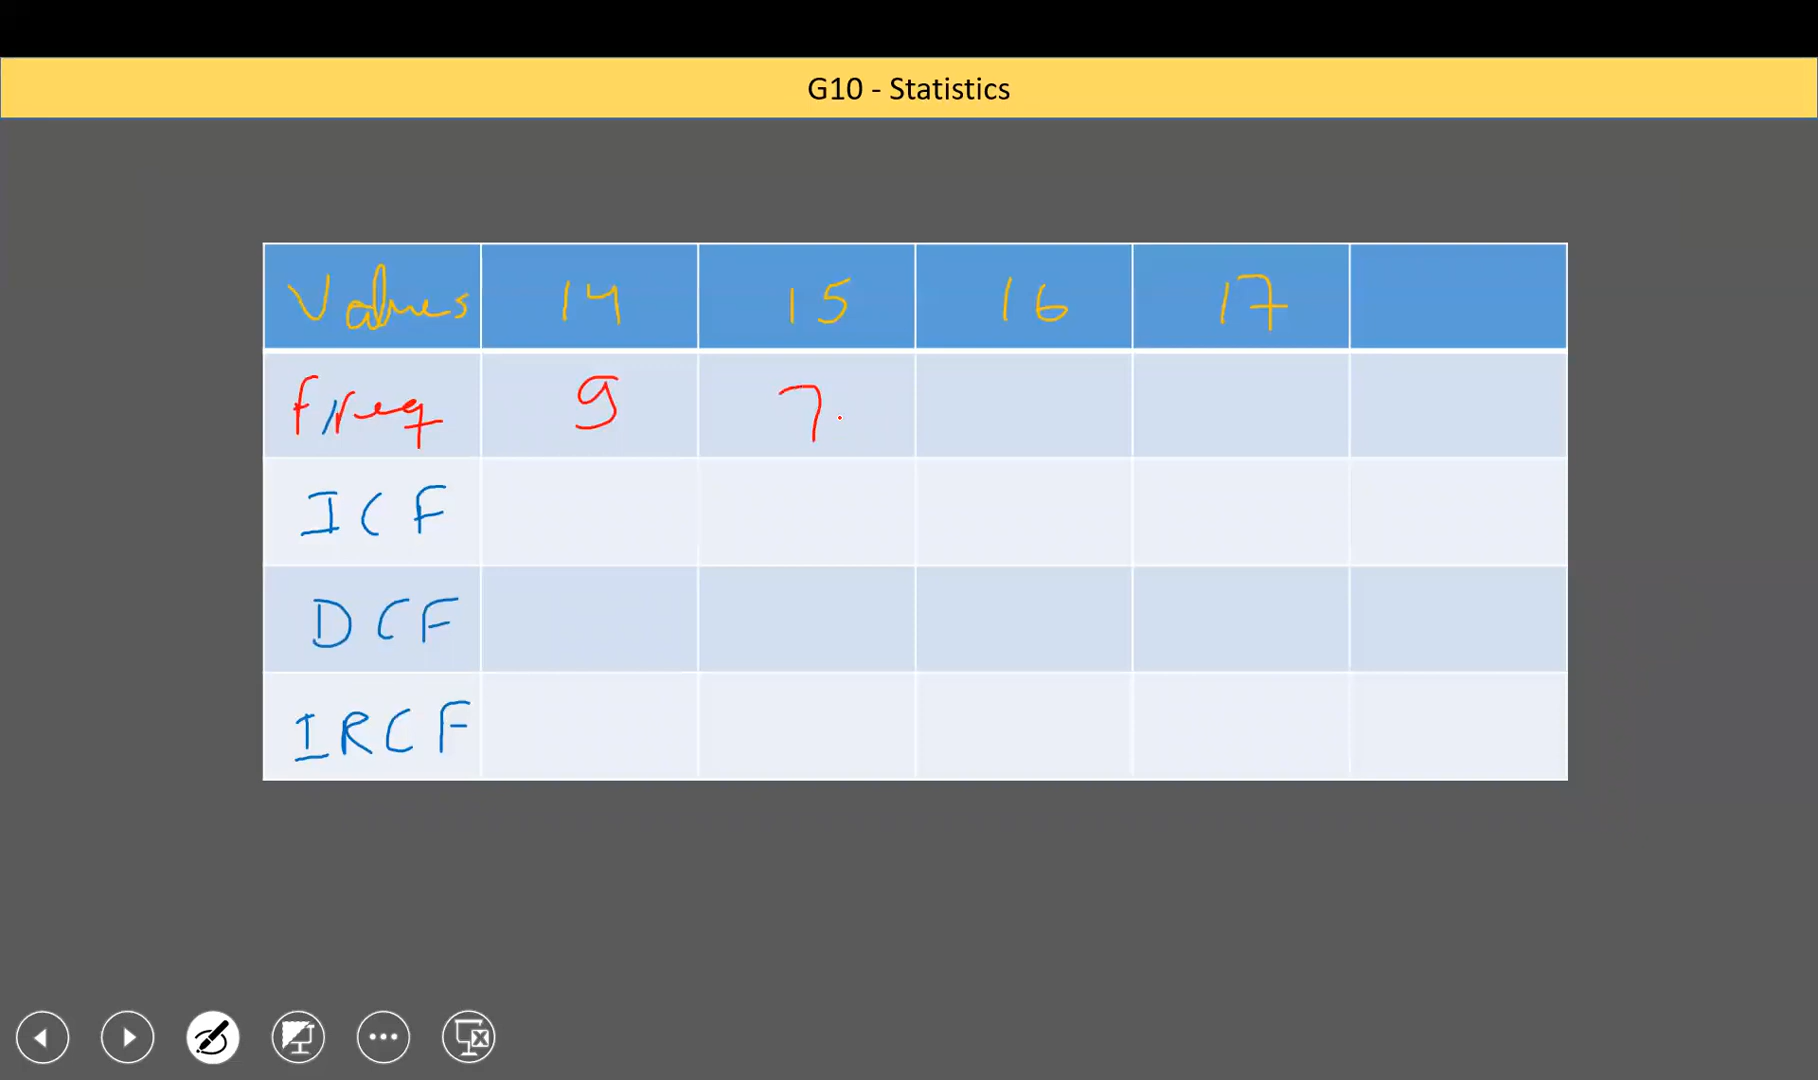 G10 - Statistics
Values 14 15 16 17
freq 9 7
ICF
DCF
IRCF